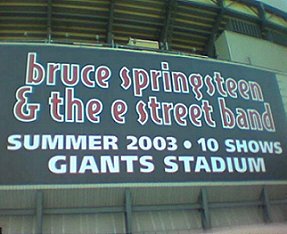 bruce springsteen
& the e street band
SUMMER 2003 • 10 SHOWS
GIANTS STADIUM